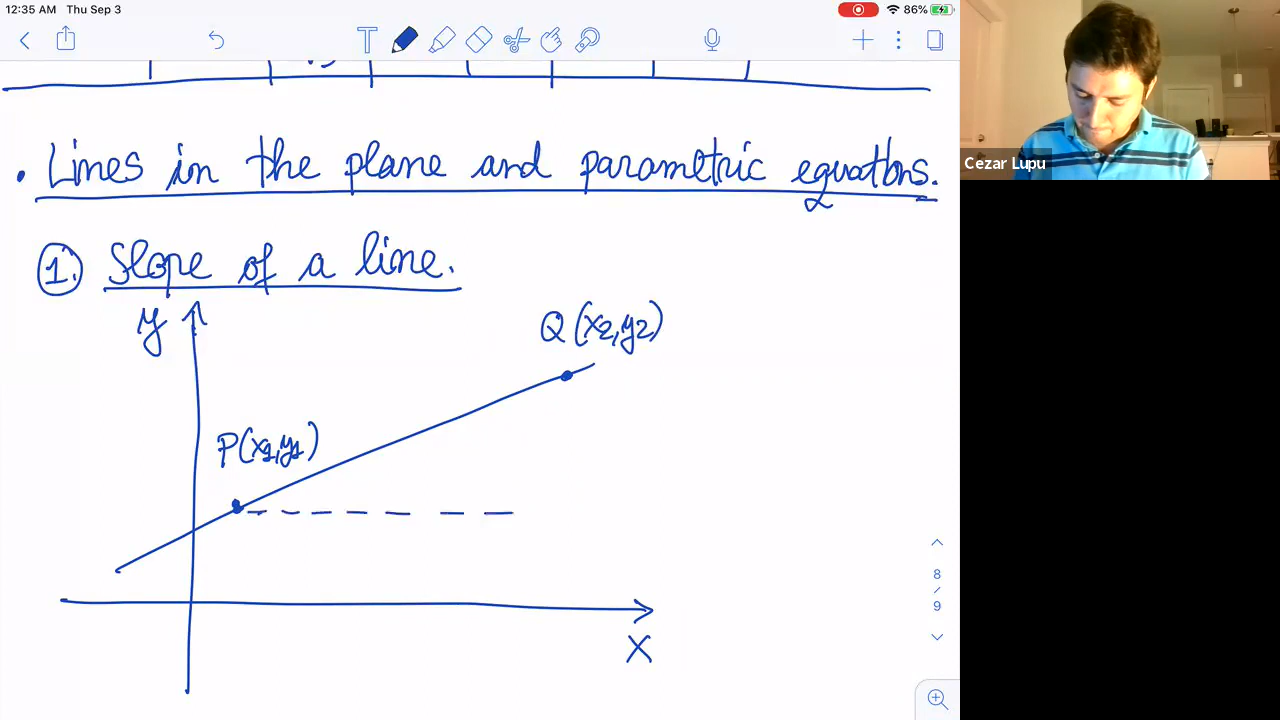 12:35 AM Thu Sep 3
86%
Cezar Lupu
. Lines in the plane and parametric equations.
1. Slope of a line.
y
Q(x2,y2)
P(x1,y1)
8
/
9
X